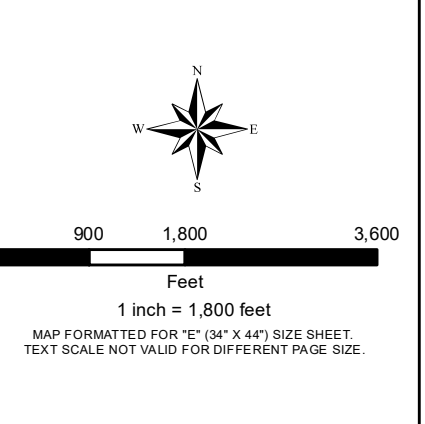 N
W E
S
900 1,800 3,600
Feet
1 inch = 1,800 feet
MAP FORMATTED FOR "E" (34" X 44") SIZE SHEET.
TEXT SCALE NOT VALID FOR DIFFERENT PAGE SIZE.